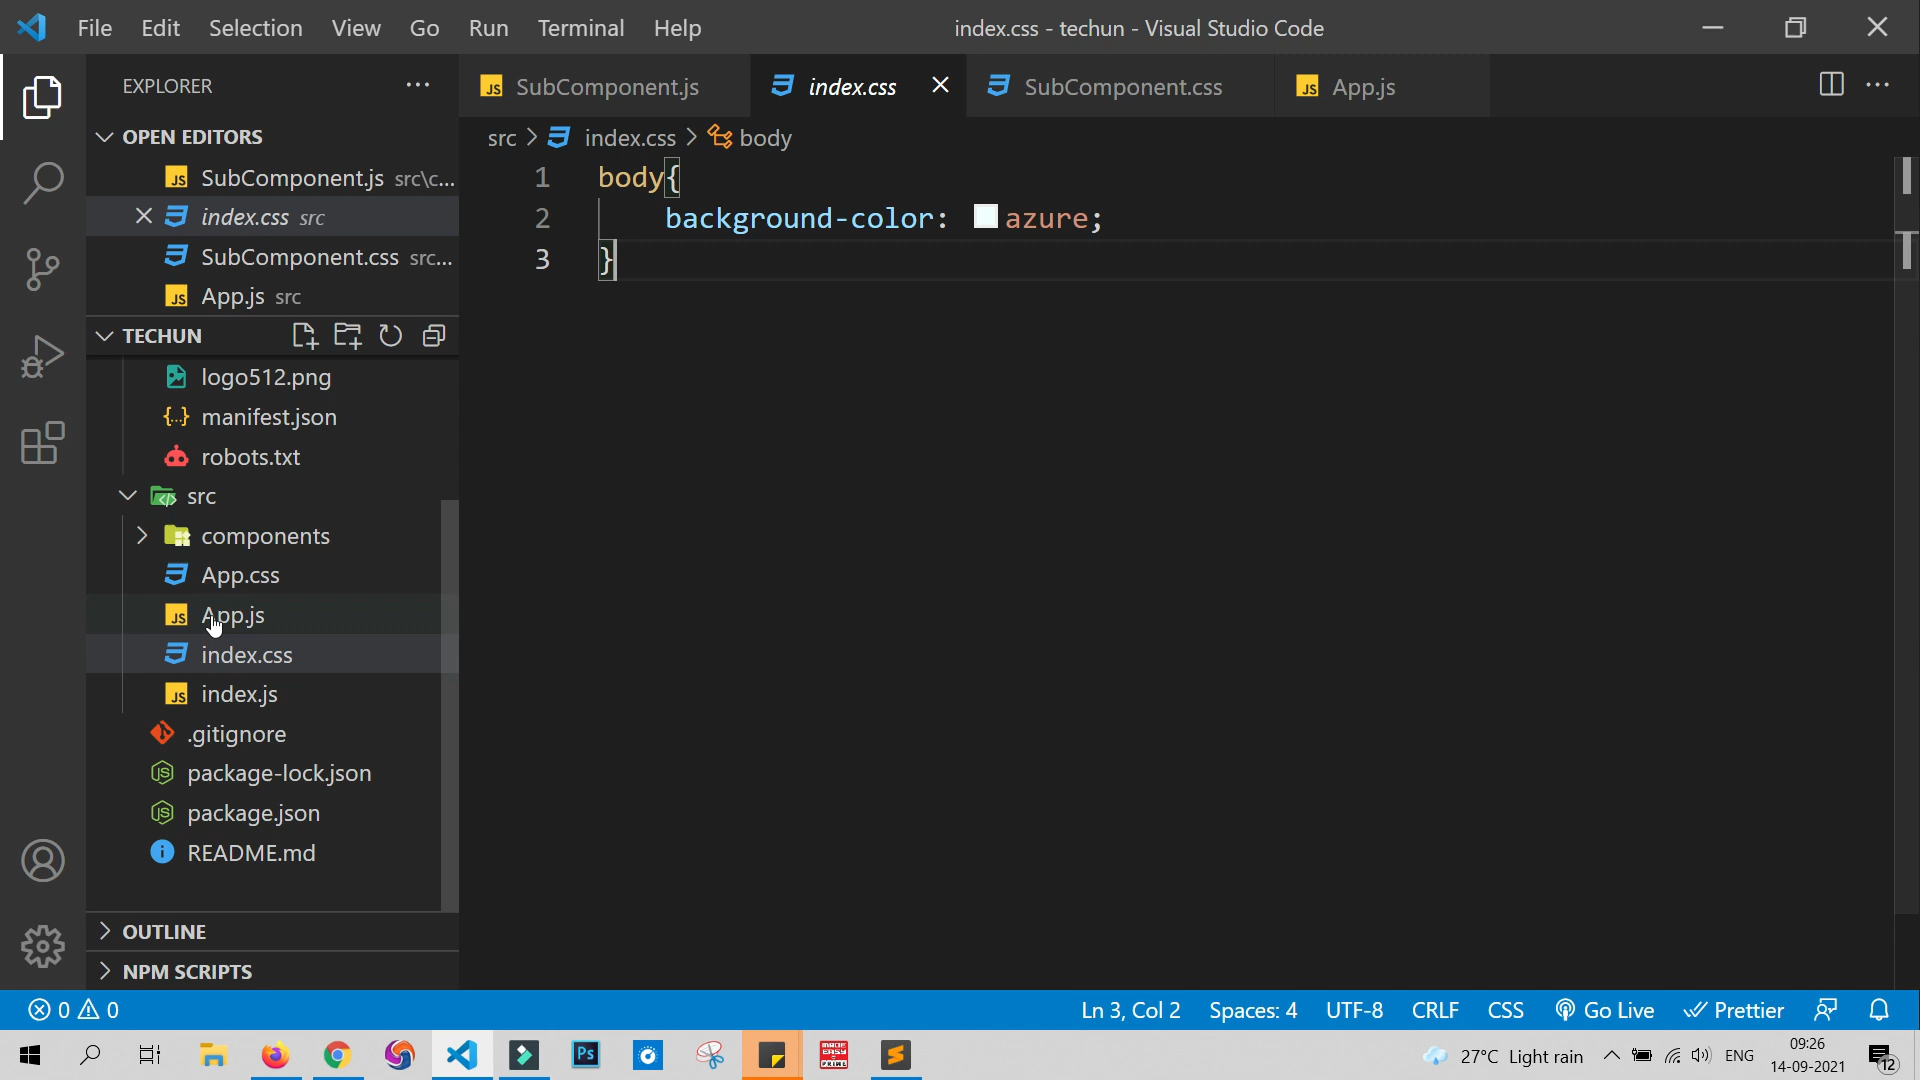 File Edit Selection View Go Run Terminal Help index.css - techun - Visual Studio Code
EXPLORER
SubComponent.js index.css SubComponent.css App.js
src index.css body
OPEN EDITORS
SubComponent.js src\c...
index.css src
SubComponent.css src...
App.js src
TECHUN
logo512.png
manifest.json
robots.txt
src
components
App.css
App.js
index.css
index.js
.gitignore
package-lock.json
package.json
README.md
OUTLINE
NPM SCRIPTS
1 body{
2 background-color: azure;
3 }
0 0 Ln 3, Col 2 Spaces: 4 UTF-8 CRLF CSS Go Live Prettier
Ps
MADE EASY PRIME
27°C Light rain ENG
09:26
14-09-2021
12